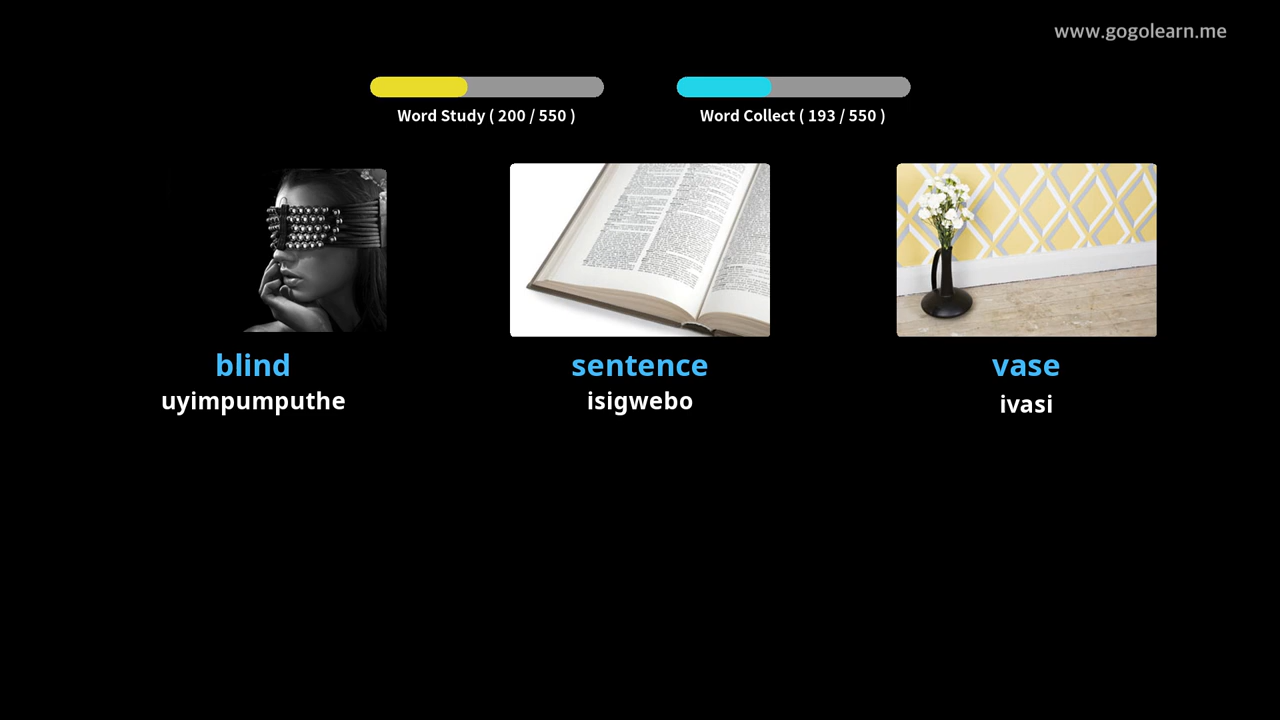 www.gogolearn.me
Word Study ( 200 / 550 )
Word Collect ( 193 / 550 )
blind
sentence
vase
uyimpumputhe
isigwebo
ivasi